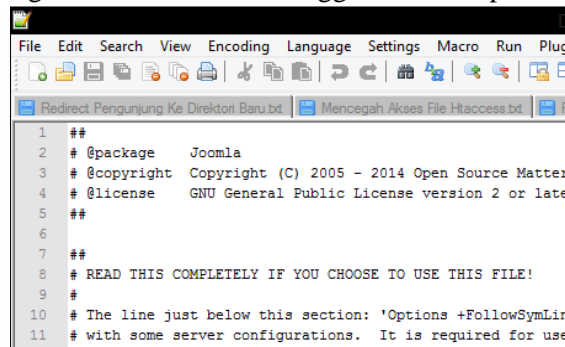 File Edit Search View Encoding Language Settings Macro Run Plug
Redirect Pengunjung Ke Direktori Baru.txt Mencegah Akses File Htaccess.txt
1 ##
2 # @package Joomla
3 # @copyright Copyright (C) 2005 - 2014 Open Source Matter
4 # @license GNU General Public License version 2 or late
5 ##
6
7 ##
8 # READ THIS COMPLETELY IF YOU CHOOSE TO USE THIS FILE!
9 #
10 # The line just below this section: 'Options +FollowSymLin
11 # with some server configurations. It is required for use